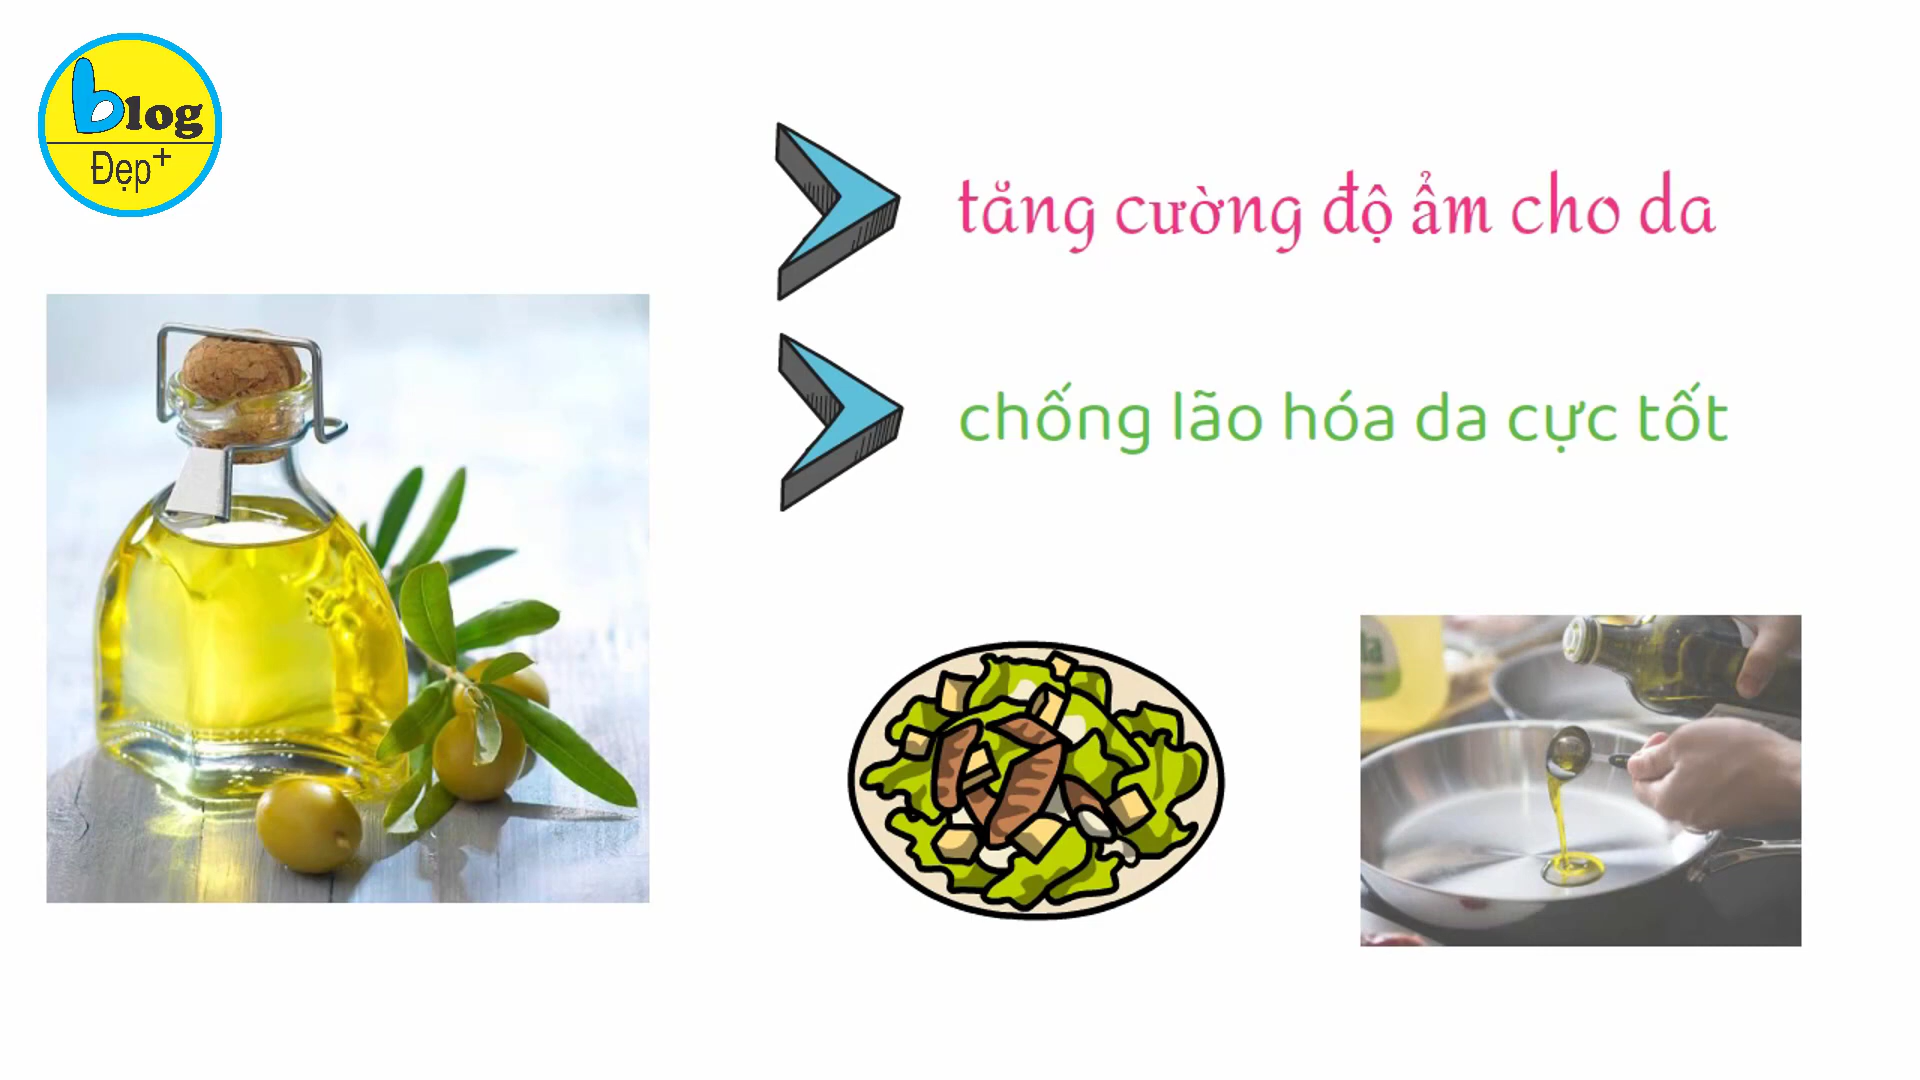 blog
Đẹp+
tăng cường độ ẩm cho da
chống lão hóa da cực tốt